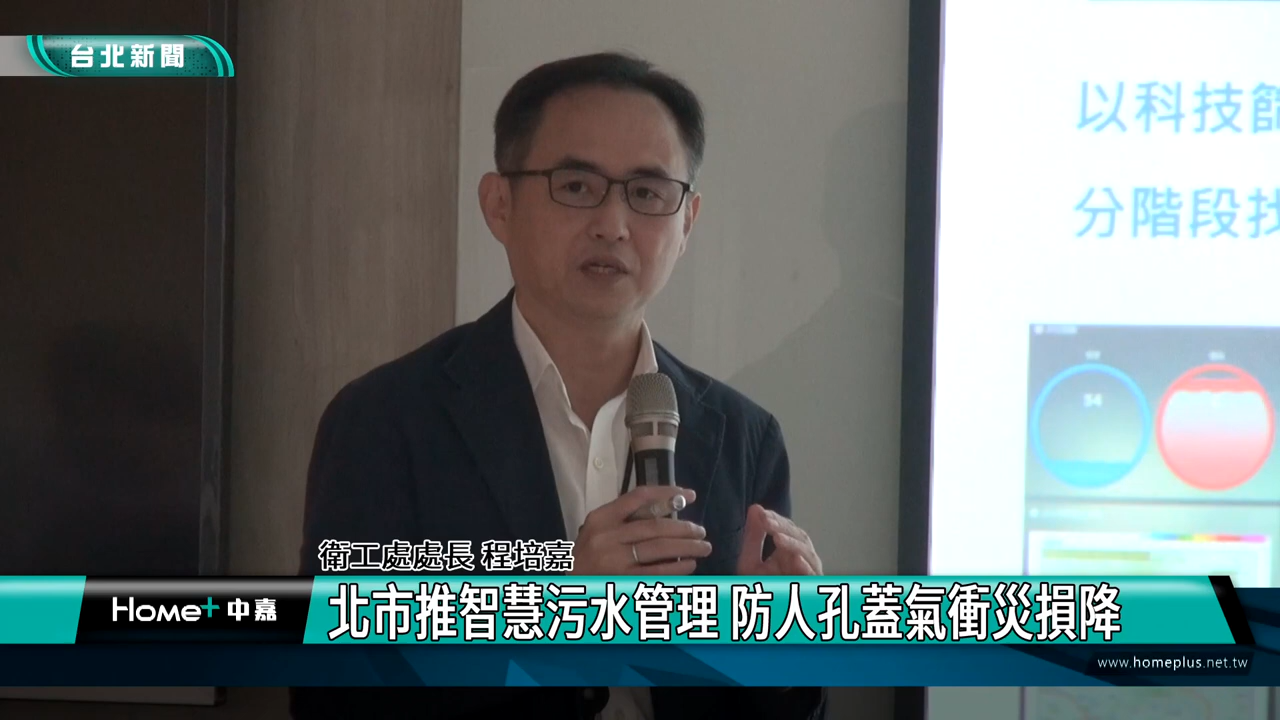 台北新聞
以科技
分階段找
34
衛工處處長 程培嘉
Home+中嘉
北市推智慧污水管理 防人孔蓋氣衝災損降
www.homeplus.net.tw